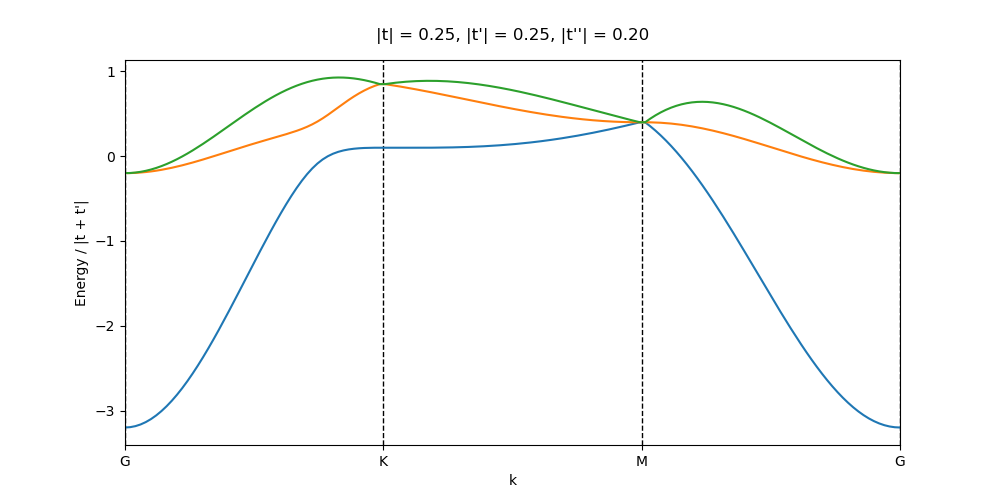 |t| = 0.25, |t'| = 0.25, |t''| = 0.20
Energy / |t + t'|
1
0
−1
−2
−3
G
K
M
G
k